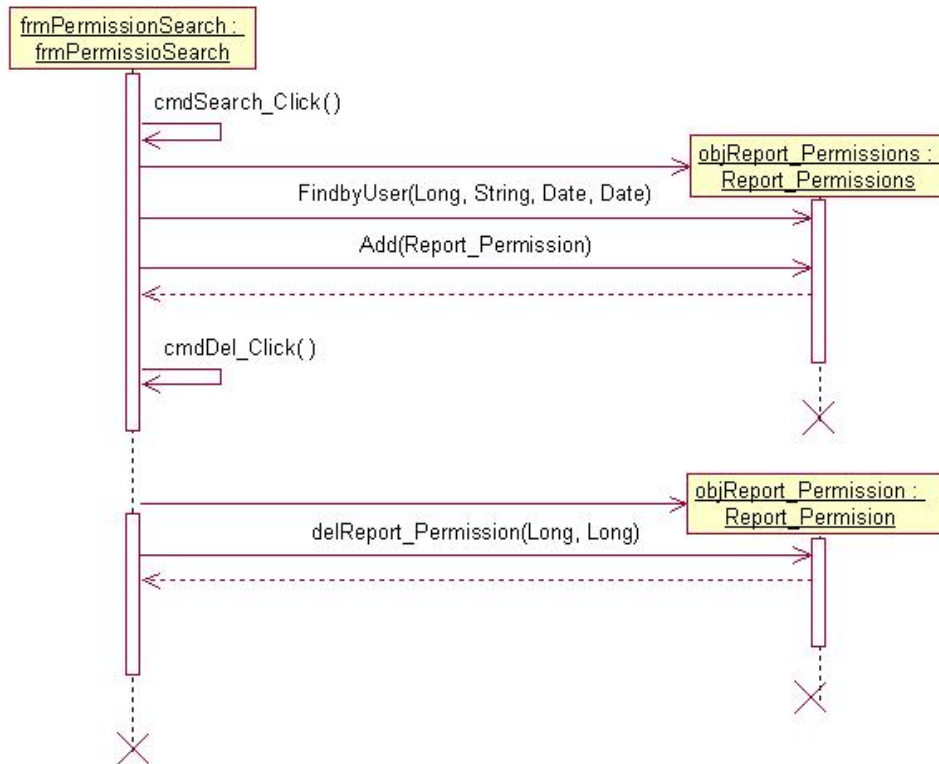 frmPermissionSearch :
frmPermissioSearch
cmdSearch_Click()
objReport_Permissions :
Report_Permissions
FindbyUser(Long, String, Date, Date)
Add(Report_Permission)
cmdDel_Click()
objReport_Permission :
Report_Permision
delReport_Permission(Long, Long)